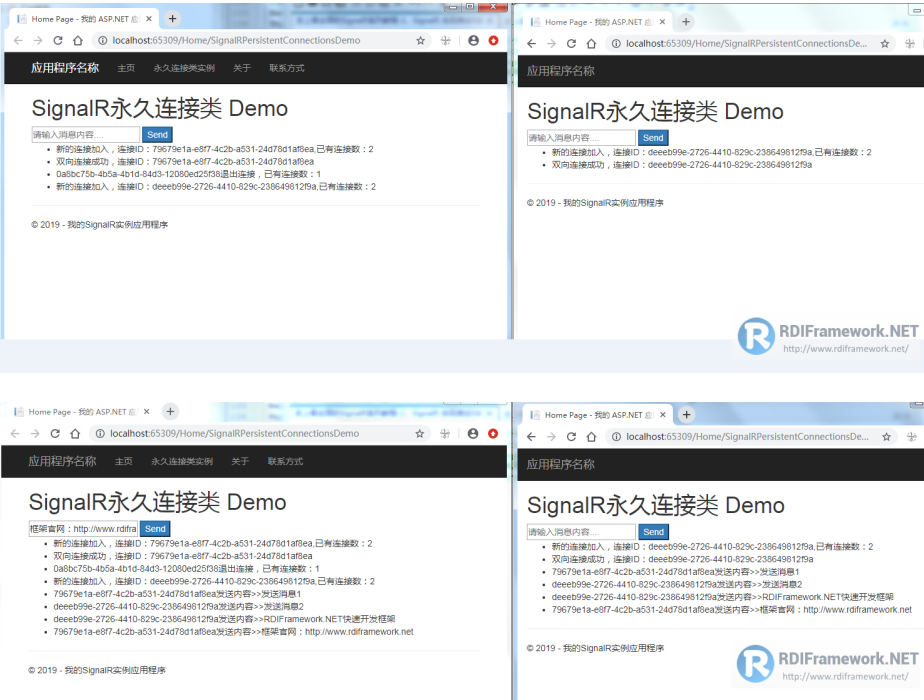 Home Page - 我的 ASP.NET 应
localhost:65309/Home/SignalRPersistentConnectionsDemo
应用程序名称 主页 永久连接类实例 关于 联系方式
SignalR永久连接类 Demo
请输入消息内容.... Send
新的连接加入，连接ID：79679e1a-e8f7-4c2b-a531-24d78d1af8ea,已有连接数：2
双向连接成功，连接ID：79679e1a-e8f7-4c2b-a531-24d78d1af8ea
0a8bc75b-4b5a-4b1d-84d3-12080ed25f38退出连接，已有连接数：1
新的连接加入，连接ID：deeeb99e-2726-4410-829c-238649812f9a,已有连接数：2
© 2019 - 我的SignalR实例应用程序
Home Page - 我的 ASP.NET 应
localhost:65309/Home/SignalRPersistentConnectionsDe...
应用程序名称
SignalR永久连接类 Demo
请输入消息内容.... Send
新的连接加入，连接ID：deeeb99e-2726-4410-829c-238649812f9a,已有连接数：2
双向连接成功，连接ID：deeeb99e-2726-4410-829c-238649812f9a
© 2019 - 我的SignalR实例应用程序
RDIFramework.NET
http://www.rdiframework.net/
Home Page - 我的 ASP.NET 应
localhost:65309/Home/SignalRPersistentConnectionsDemo
应用程序名称 主页 永久连接类实例 关于 联系方式
SignalR永久连接类 Demo
框架官网：http://www.rdifra Send
新的连接加入，连接ID：79679e1a-e8f7-4c2b-a531-24d78d1af8ea,已有连接数：2
双向连接成功，连接ID：79679e1a-e8f7-4c2b-a531-24d78d1af8ea
0a8bc75b-4b5a-4b1d-84d3-12080ed25f38退出连接，已有连接数：1
新的连接加入，连接ID：deeeb99e-2726-4410-829c-238649812f9a,已有连接数：2
79679e1a-e8f7-4c2b-a531-24d78d1af8ea发送内容>>发送消息1
deeeb99e-2726-4410-829c-238649812f9a发送内容>>发送消息2
deeeb99e-2726-4410-829c-238649812f9a发送内容>>RDIFramework.NET快速开发框架
79679e1a-e8f7-4c2b-a531-24d78d1af8ea发送内容>>框架官网：http://www.rdiframework.net
© 2019 - 我的SignalR实例应用程序
Home Page - 我的 ASP.NET 应
localhost:65309/Home/SignalRPersistentConnectionsDe...
应用程序名称
SignalR永久连接类 Demo
请输入消息内容.... Send
新的连接加入，连接ID：deeeb99e-2726-4410-829c-238649812f9a,已有连接数：2
双向连接成功，连接ID：deeeb99e-2726-4410-829c-238649812f9a
79679e1a-e8f7-4c2b-a531-24d78d1af8ea发送内容>>发送消息1
deeeb99e-2726-4410-829c-238649812f9a发送内容>>发送消息2
deeeb99e-2726-4410-829c-238649812f9a发送内容>>RDIFramework.NET快速开发框架
79679e1a-e8f7-4c2b-a531-24d78d1af8ea发送内容>>框架官网：http://www.rdiframework.net
© 2019 - 我的SignalR实例应用程序
RDIFramework.NET
http://www.rdiframework.net/